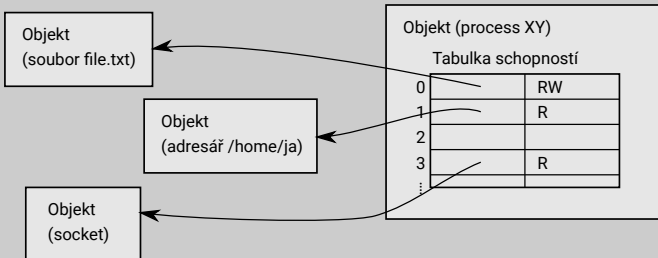 Objekt
(soubor file.txt)
Objekt (process XY)
Tabulka schopností
0 RW
1 R
2
3 R
⋮
Objekt
(adresář /home/ja)
Objekt
(socket)